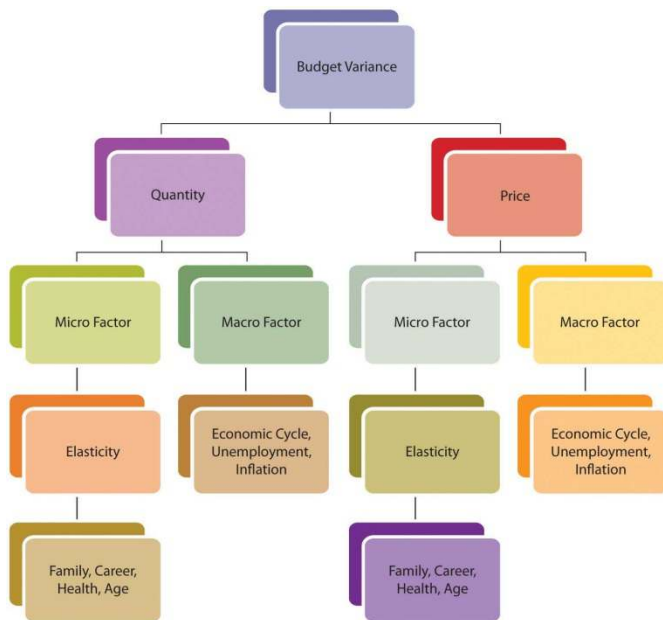 Budget Variance
Quantity
Price
Micro Factor
Macro Factor
Micro Factor
Macro Factor
Elasticity
Economic Cycle,
Unemployment,
Inflation
Elasticity
Economic Cycle,
Unemployment,
Inflation
Family, Career,
Health, Age
Family, Career,
Health, Age